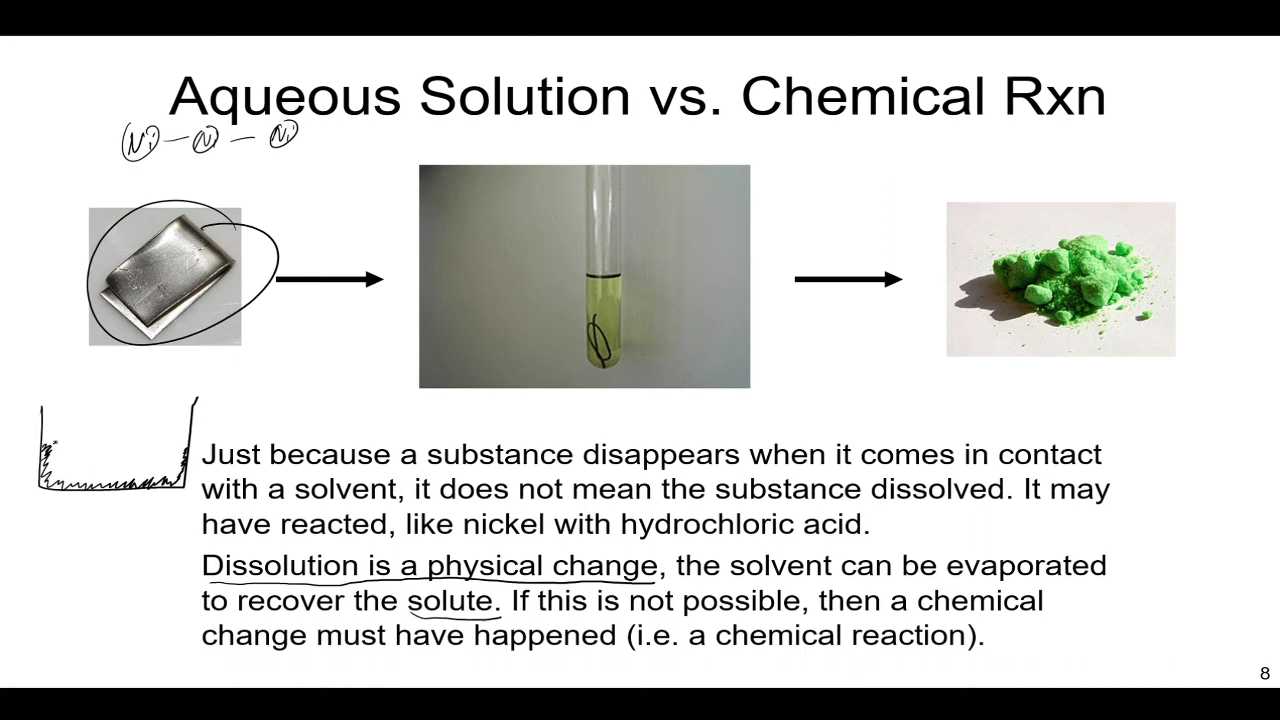 Aqueous Solution vs. Chemical Rxn
Ni — Ni — Ni
Just because a substance disappears when it comes in contact
with a solvent, it does not mean the substance dissolved. It may
have reacted, like nickel with hydrochloric acid.
Dissolution is a physical change, the solvent can be evaporated
to recover the solute. If this is not possible, then a chemical
change must have happened (i.e. a chemical reaction).
8